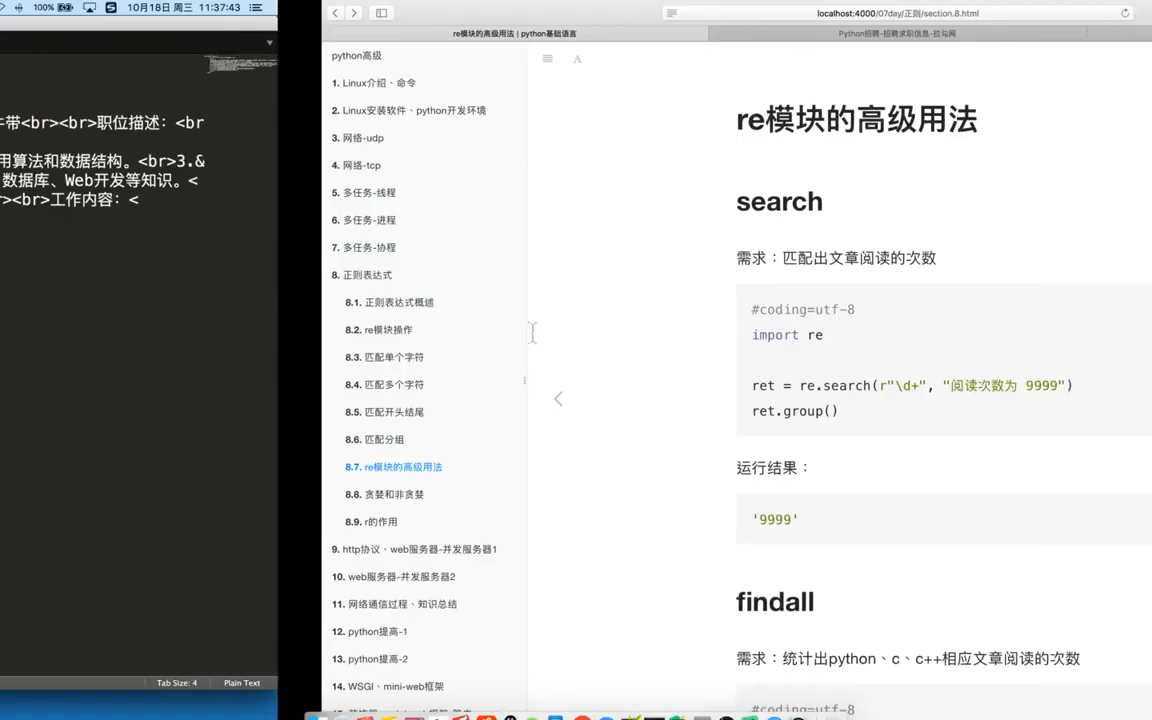 100% 10月18日 周三 11:37:43
带<br><br>职位描述：<br
用算法和数据结构。<br>3.&
数据库、Web开发等知识。<
><br>工作内容：<
Tab Size: 4 Plain Text
localhost:4000/07day/正则/section.8.html
re模块的高级用法 | python基础语言
Python招聘-招聘求职信息-拉勾网
python高级
1. Linux介绍、命令
2. Linux安装软件、python开发环境
3. 网络-udp
4. 网络-tcp
5. 多任务-线程
6. 多任务-进程
7. 多任务-协程
8. 正则表达式
8.1. 正则表达式概述
8.2. re模块操作
8.3. 匹配单个字符
8.4. 匹配多个字符
8.5. 匹配开头结尾
8.6. 匹配分组
8.7. re模块的高级用法
8.8. 贪婪和非贪婪
8.9. r的作用
9. http协议、web服务器-并发服务器1
10. web服务器-并发服务器2
11. 网络通信过程、知识总结
12. python提高-1
13. python提高-2
14. WSGI、mini-web框架
A
re模块的高级用法
search
需求：匹配出文章阅读的次数
#coding=utf-8
import re
ret = re.search(r"\d+", "阅读次数为 9999")
ret.group()
运行结果：
'9999'
findall
需求：统计出python、c、c++相应文章阅读的次数
#coding=utf-8